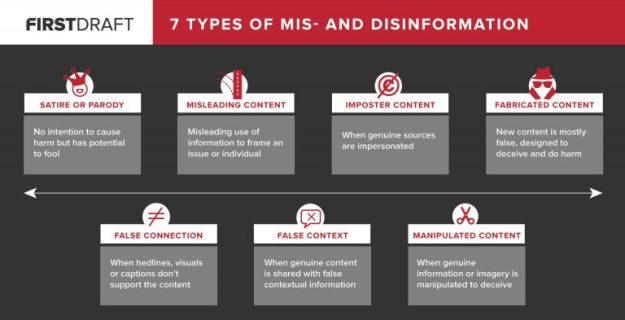 FIRSTDRAFT
7 TYPES OF MIS- AND DISINFORMATION
SATIRE OR PARODY
No intention to cause
harm but has potential
to fool
MISLEADING CONTENT
Misleading use of
information to frame an
issue or individual
IMPOSTER CONTENT
When genuine sources
are impersonated
FABRICATED CONTENT
New content is mostly
false, designed to
deceive and do harm
FALSE CONNECTION
When hedlines, visuals
or captions don't
support the content
FALSE CONTEXT
When genuine content
is shared with false
contextual information
MANIPULATED CONTENT
When genuine
information or imagery is
manipulated to deceive